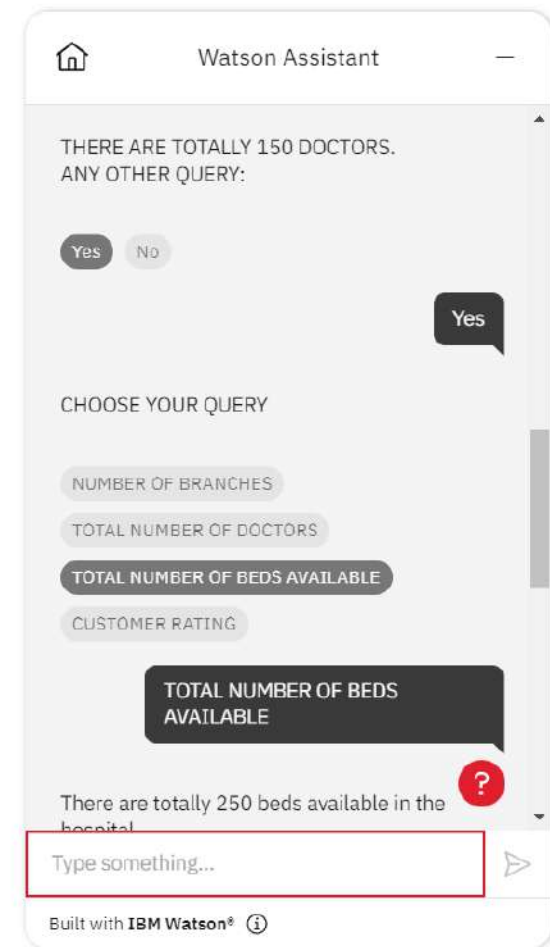 Watson Assistant
THERE ARE TOTALLY 150 DOCTORS.
ANY OTHER QUERY:
Yes No
Yes
CHOOSE YOUR QUERY
NUMBER OF BRANCHES
TOTAL NUMBER OF DOCTORS
TOTAL NUMBER OF BEDS AVAILABLE
CUSTOMER RATING
TOTAL NUMBER OF BEDS
AVAILABLE
?
There are totally 250 beds available in the
hospital
Type something...
Built with IBM Watson®